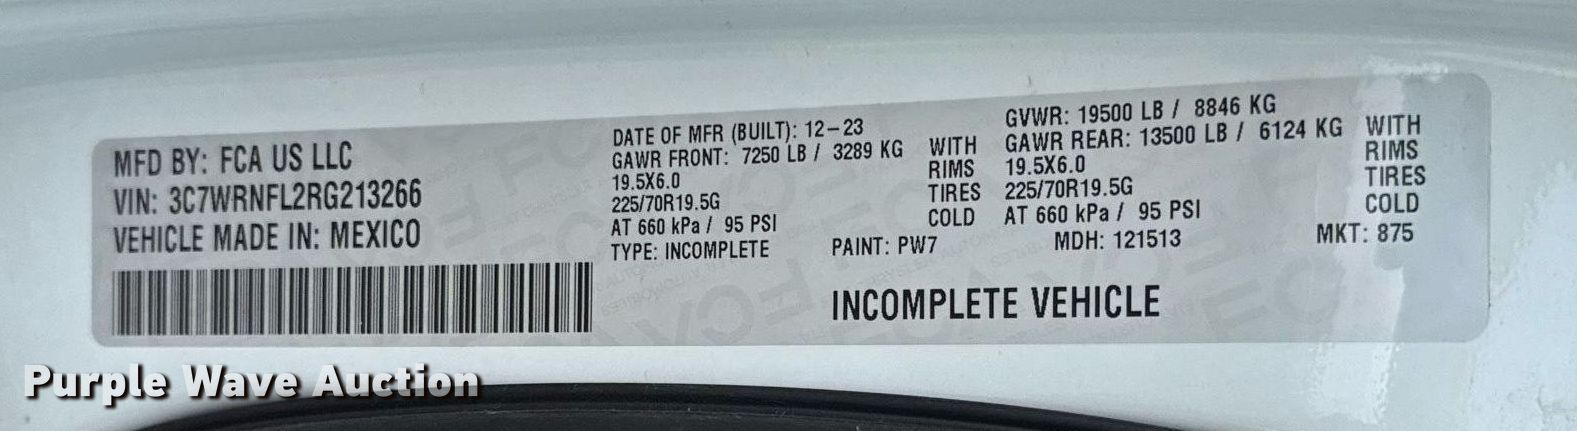 MFD BY: FCA US LLC
VIN: 3C7WRNFL2RG213266
VEHICLE MADE IN: MEXICO
DATE OF MFR (BUILT): 12-23
GAWR FRONT: 7250 LB / 3289 KG
19.5X6.0
225/70R19.5G
AT 660 kPa / 95 PSI
TYPE: INCOMPLETE
WITH
RIMS
TIRES
COLD
PAINT: PW7
GVWR: 19500 LB / 8846 KG
GAWR REAR: 13500 LB / 6124 KG
19.5X6.0
225/70R19.5G
AT 660 kPa / 95 PSI
MDH: 121513
WITH
RIMS
TIRES
COLD
MKT: 875
INCOMPLETE VEHICLE
Purple Wave Auction